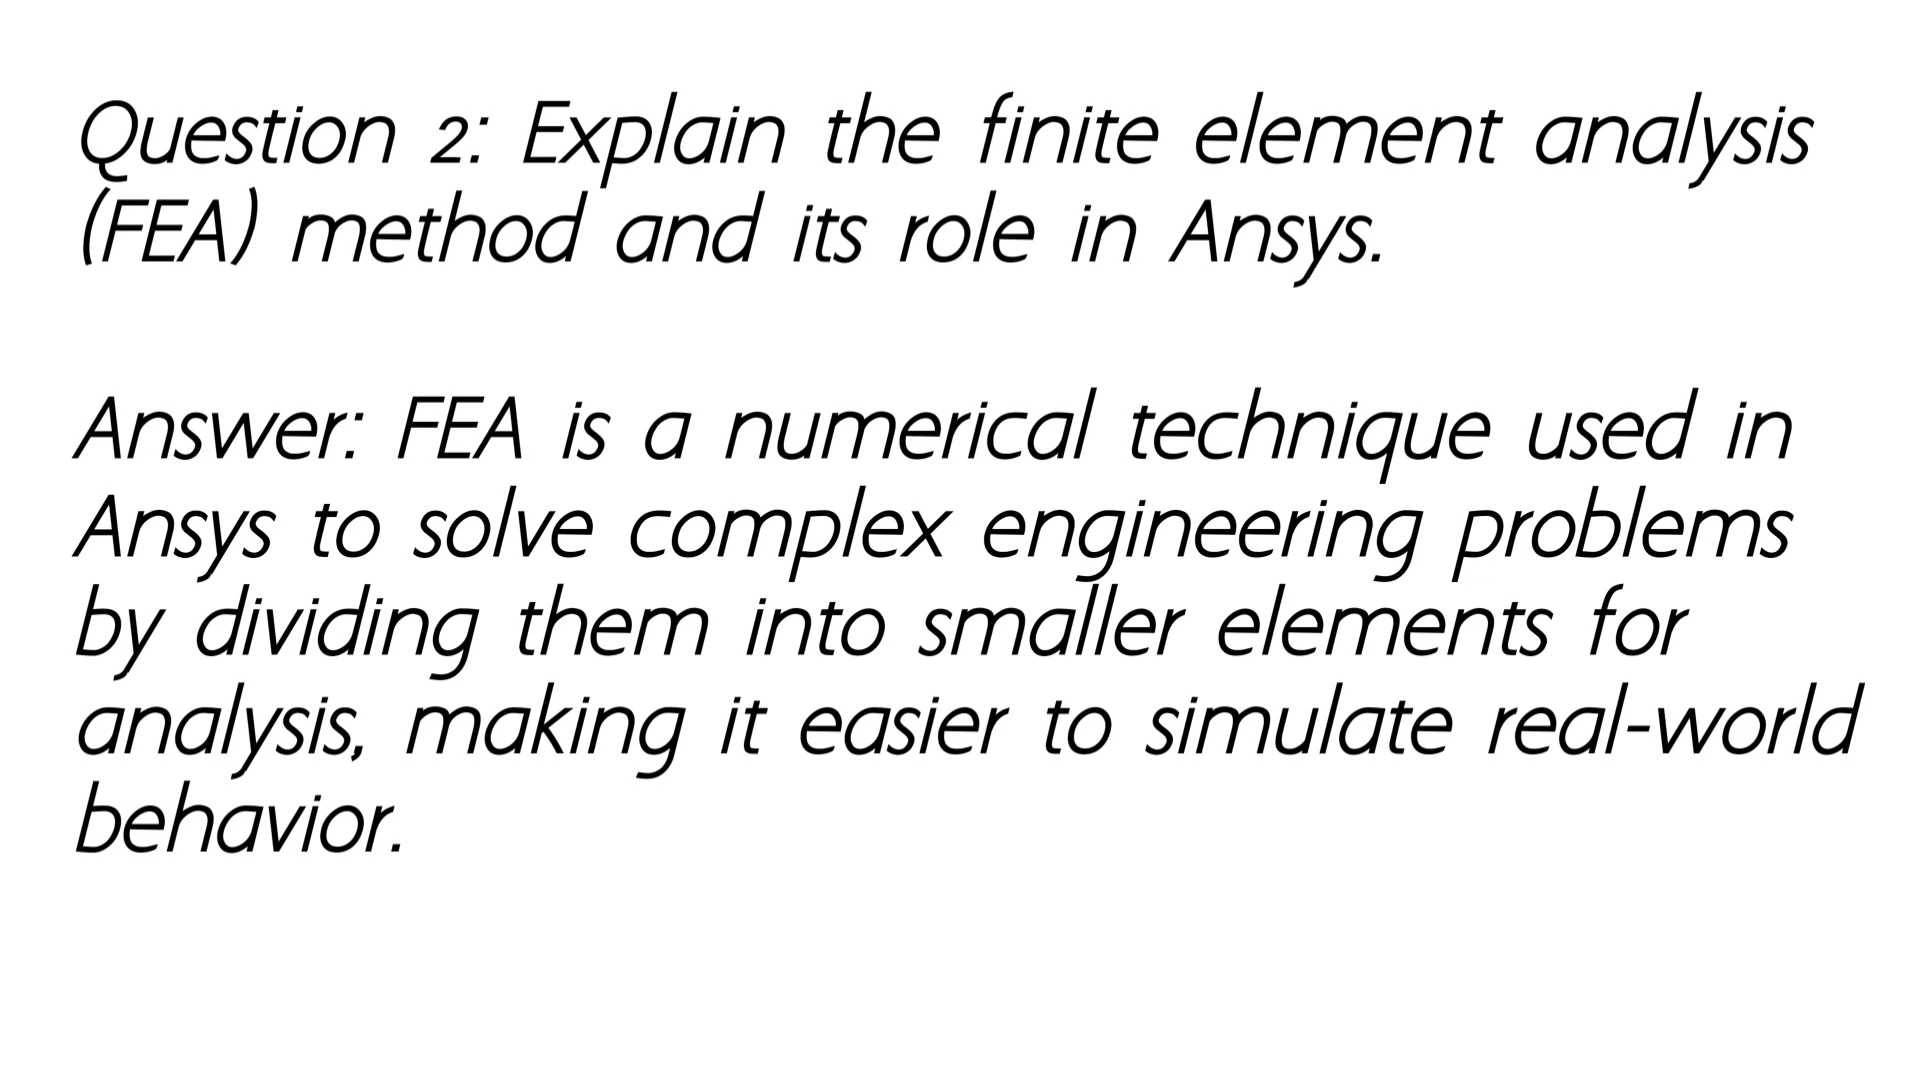 Question 2: Explain the finite element analysis
(FEA) method and its role in Ansys.
Answer: FEA is a numerical technique used in
Ansys to solve complex engineering problems
by dividing them into smaller elements for
analysis, making it easier to simulate real-world
behavior.